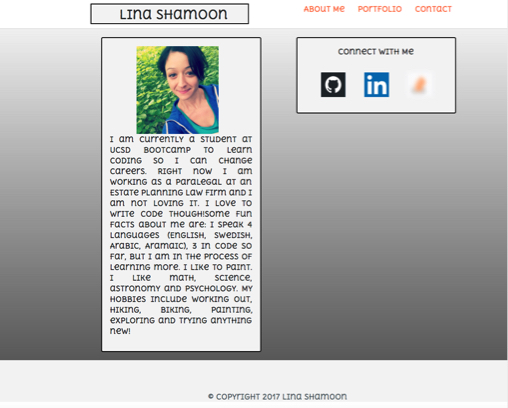 Lina Shamoon
About Me Portfolio Contact
Connect with Me
in
I am currently a student at
UCSD Bootcamp to learn
coding so I can change
careers. Right now I am
working as a paralegal at an
Estate Planning Law Firm and I
am not loving it. I love to
write code though!Some fun
facts about me are: I speak 4
languages (English, Swedish,
Arabic, Aramaic), 3 in code so
far, but I am in the process of
learning more. I like to paint.
I like math, science,
astronomy and psychology. My
hobbies include working out,
hiking, biking, painting,
exploring and trying anything
new!
© Copyright 2017 Lina Shamoon